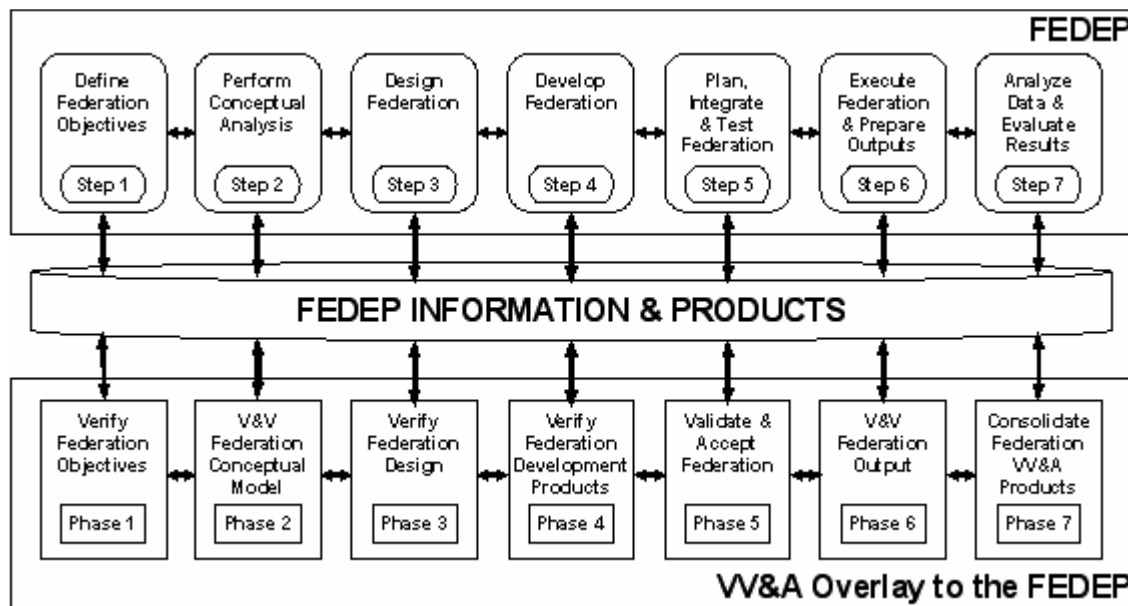 FEDEP
Define
Federation
Objectives
Step 1
Perform
Conceptual
Analysis
Step 2
Design
Federation
Step 3
Develop
Federation
Step 4
Plan,
Integrate
& Test
Federation
Step 5
Execute
Federation
& Prepare
Outputs
Step 6
Analyze
Data &
Evaluate
Results
Step 7
FEDEP INFORMATION & PRODUCTS
Verify
Federation
Objectives
Phase 1
V&V
Federation
Conceptual
Model
Phase 2
Verify
Federation
Design
Phase 3
Verify
Federation
Development
Products
Phase 4
Validate &
Accept
Federation
Phase 5
V&V
Federation
Output
Phase 6
Consolidate
Federation
VV&A
Products
Phase 7
VV&A Overlay to the FEDEP